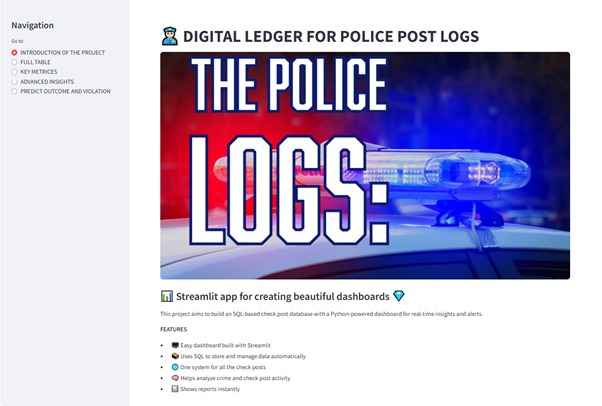 Navigation
Go to
INTRODUCTION OF THE PROJECT
FULL TABLE
KEY METRICES
ADVANCED INSIGHTS
PREDICT OUTCOME AND VIOLATION
DIGITAL LEDGER FOR POLICE POST LOGS
THE POLICE
LOGS:
Streamlit app for creating beautiful dashboards
This project aims to build an SQL-based check post database with a Python-powered dashboard for real-time insights and alerts.
FEATURES
Easy dashboard built with Streamlit
Uses SQL to store and manage data automatically
One system for all the check posts
Helps analyze crime and check post activity
Shows reports instantly